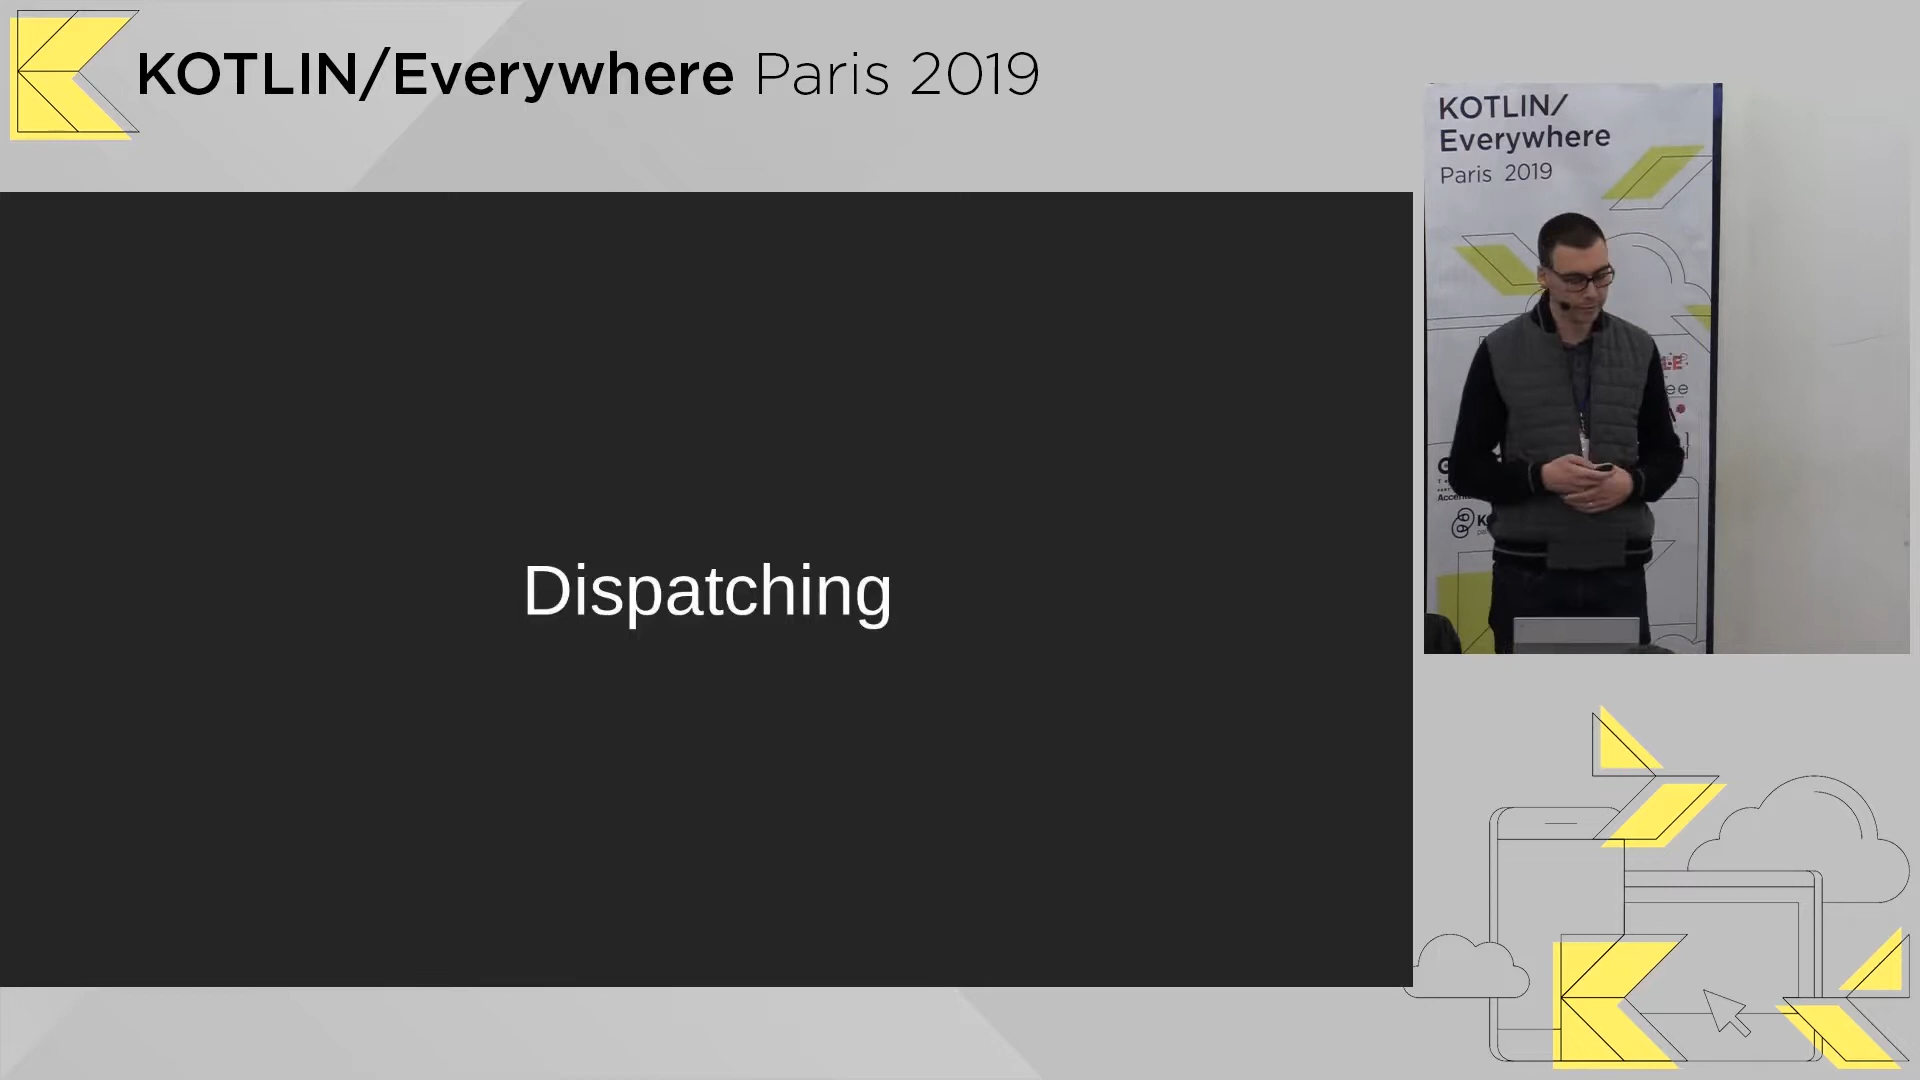 KOTLIN/Everywhere Paris 2019
KOTLIN/
Everywhere
Paris 2019
Dispatching